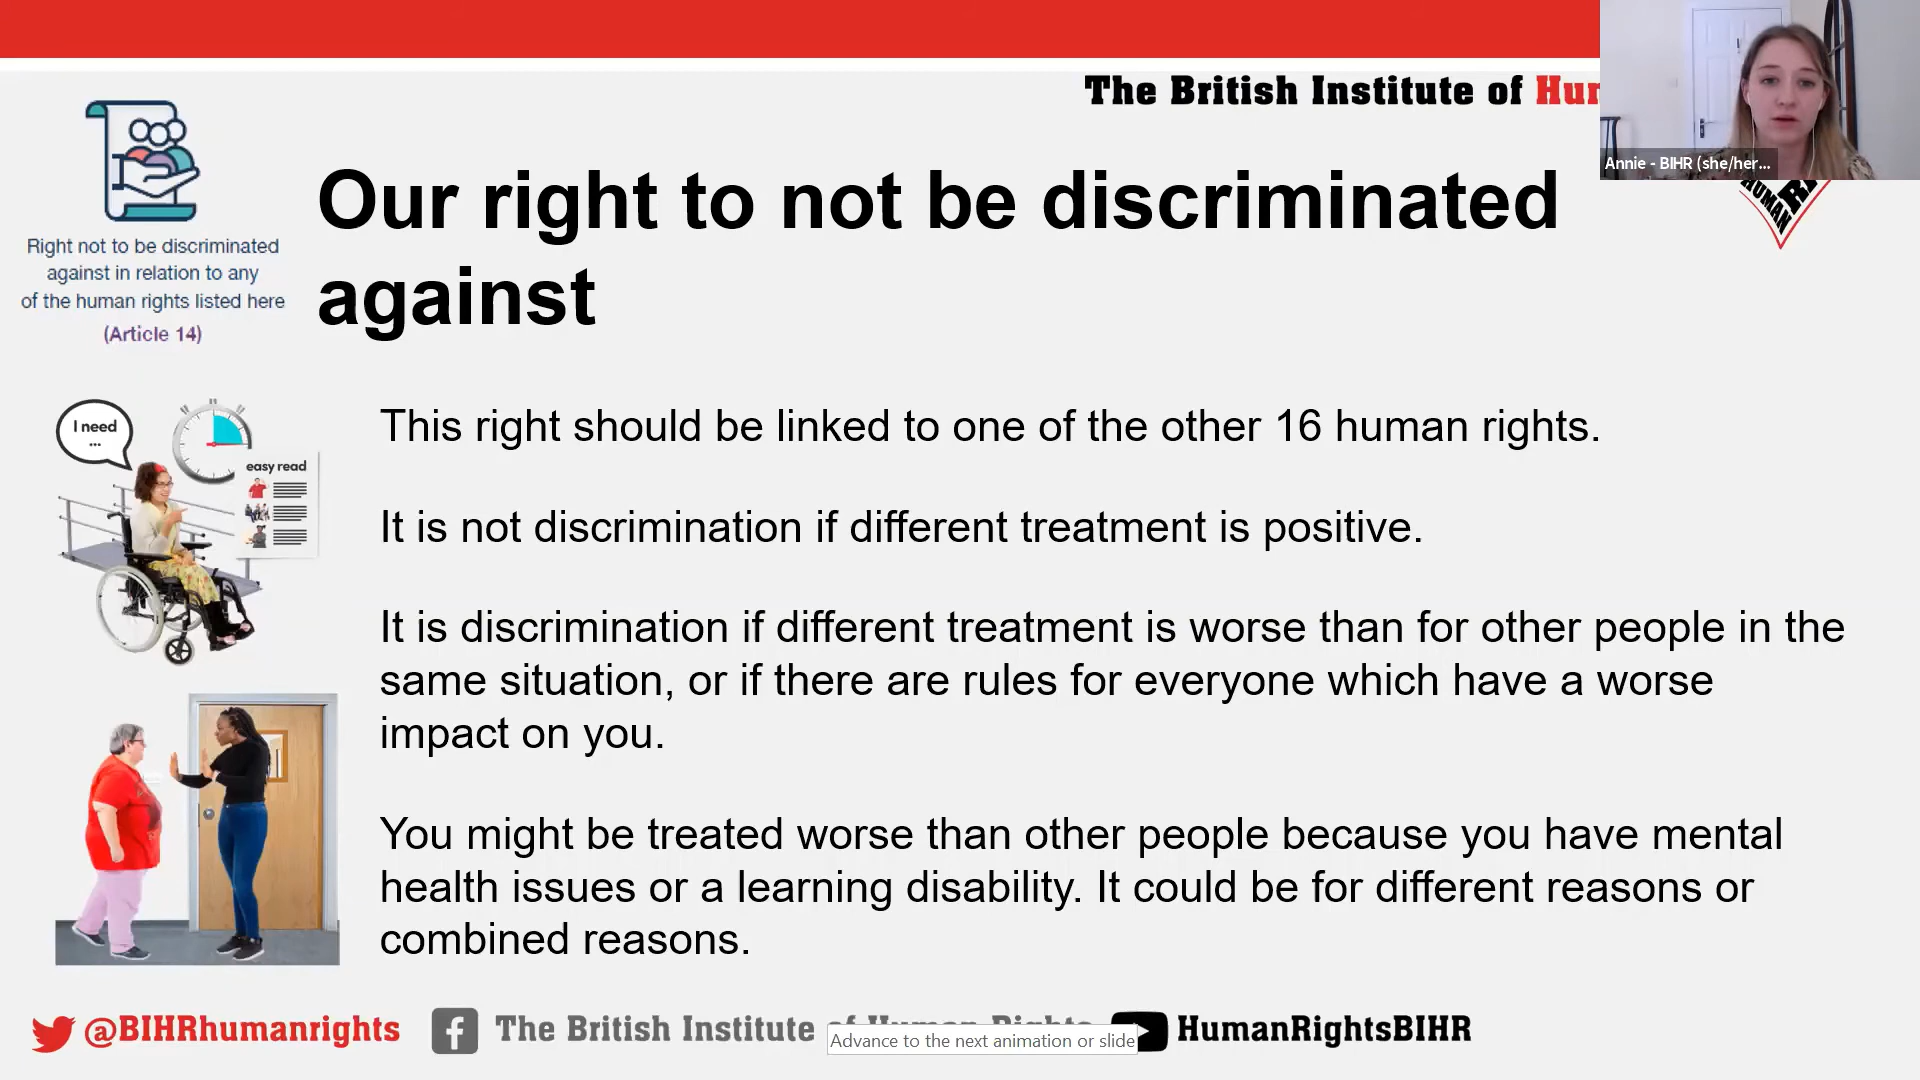 The British Institute of Hur
Annie - BIHR (she/her...
HUMAN
Right not to be discriminated
against in relation to any
of the human rights listed here
(Article 14)
Our right to not be discriminated
against
I need
...
easy read
This right should be linked to one of the other 16 human rights.
It is not discrimination if different treatment is positive.
It is discrimination if different treatment is worse than for other people in the
same situation, or if there are rules for everyone which have a worse
impact on you.
You might be treated worse than other people because you have mental
health issues or a learning disability. It could be for different reasons or
combined reasons.
@BIHRhumanrights
The British Institute of Human Rights
HumanRightsBIHR
Advance to the next animation or slide